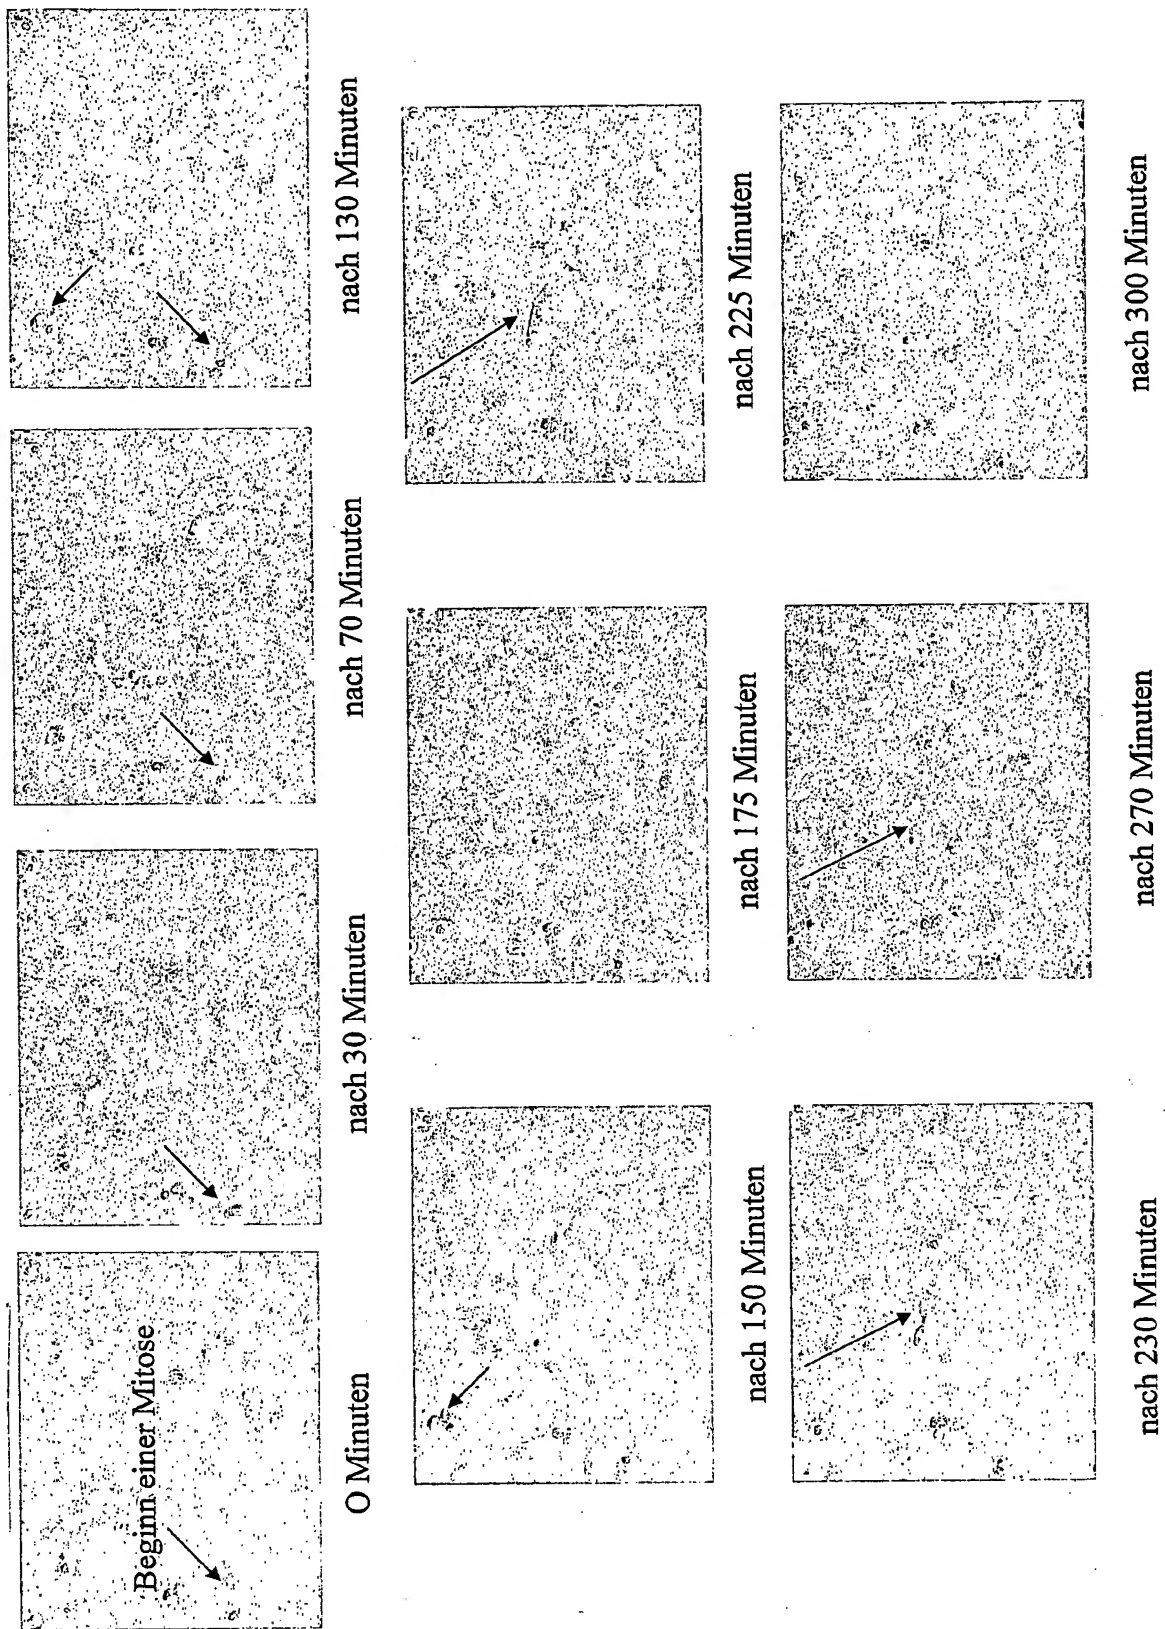 Beginn einer Mitose
O Minuten
nach 30 Minuten
nach 70 Minuten
nach 130 Minuten
nach 150 Minuten
nach 175 Minuten
nach 225 Minuten
nach 230 Minuten
nach 270 Minuten
nach 300 Minuten